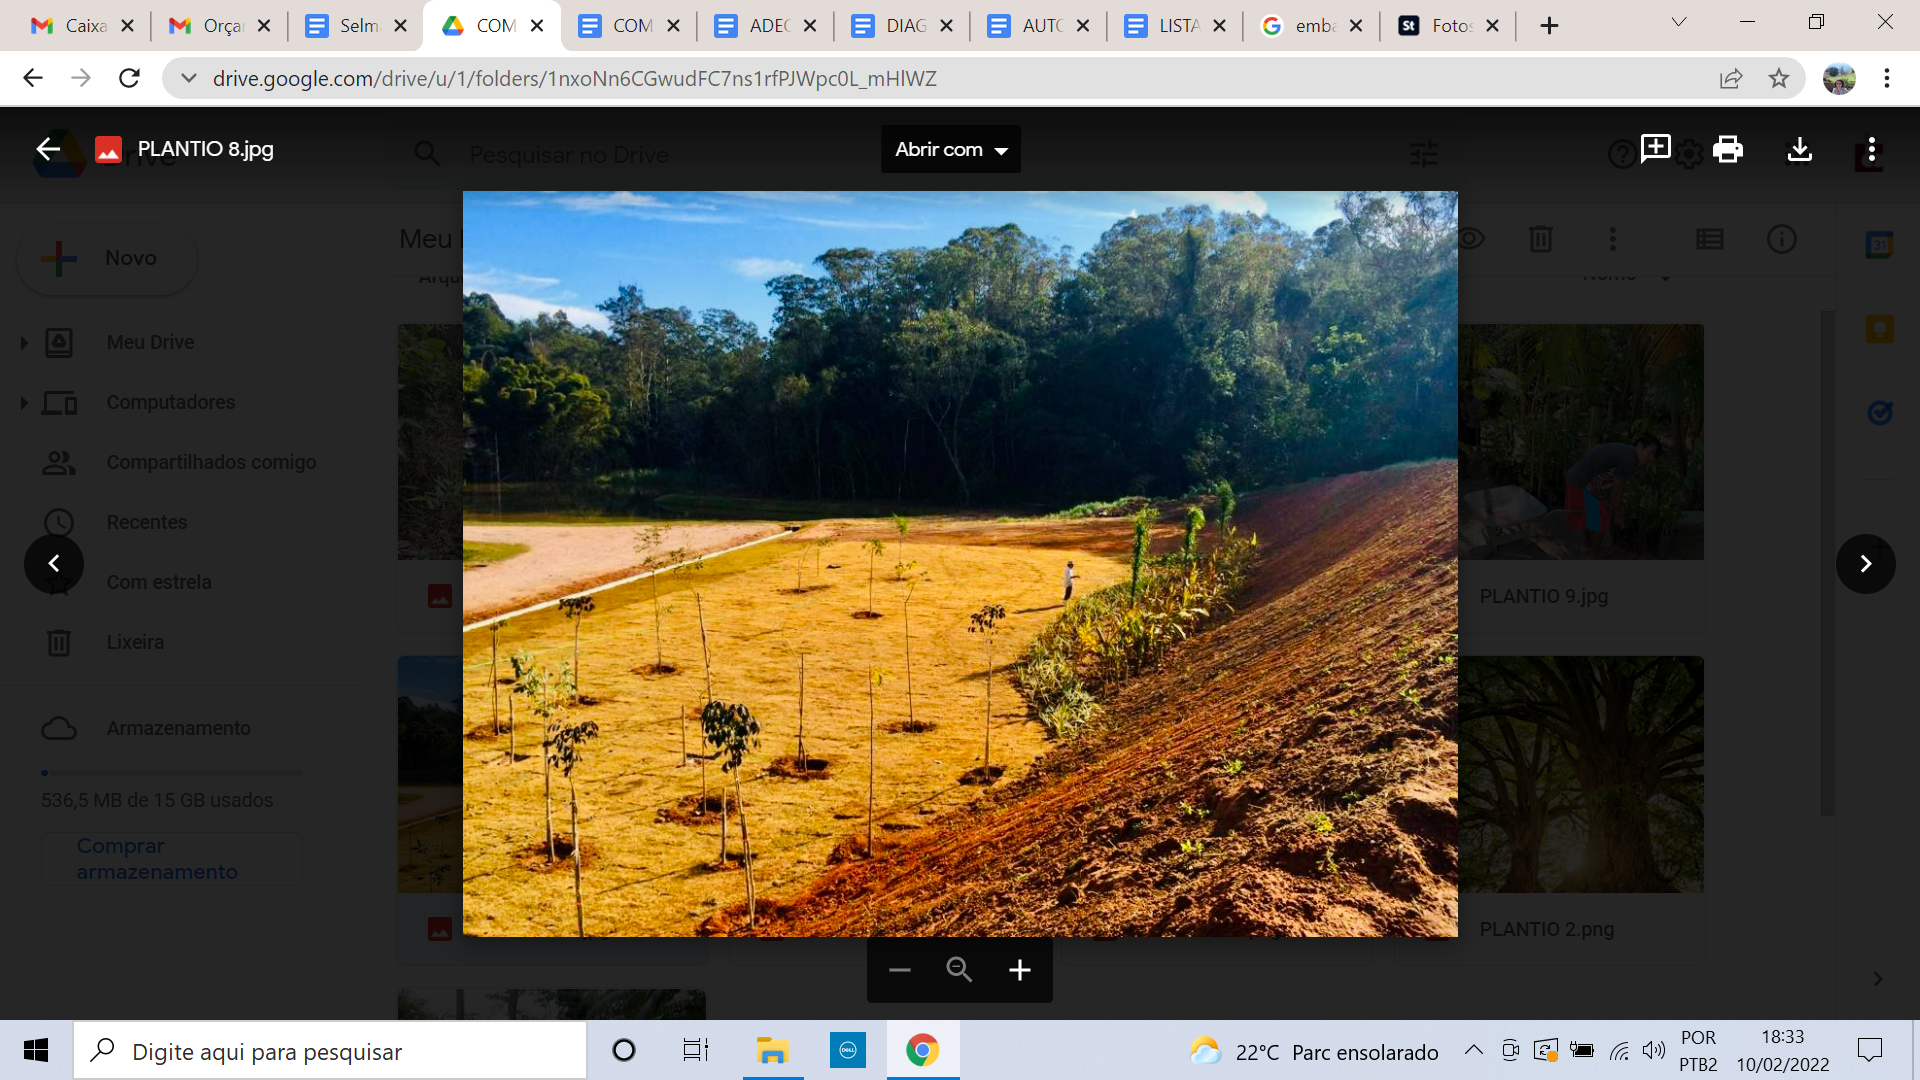 Caixa
Orçar
Selm
COM
COM
ADEC
DIAG
AUTO
LISTA
emba
Fotos
drive.google.com/drive/u/1/folders/1nxoNn6CGwudFC7ns1rfPJWpc0L_mHlWZ
PLANTIO 8.jpg
Pesquisar no Drive
Abrir com
Novo
Meu
Nome
Meu Drive
Computadores
Compartilhados comigo
Recentes
Com estrela
Lixeira
Armazenamento
536,5 MB de 15 GB usados
Comprar
armazenamento
PLANTIO 9.jpg
PLANTIO 2.png
Digite aqui para pesquisar
22°C Parc ensolarado
POR
PTB2
18:33
10/02/2022